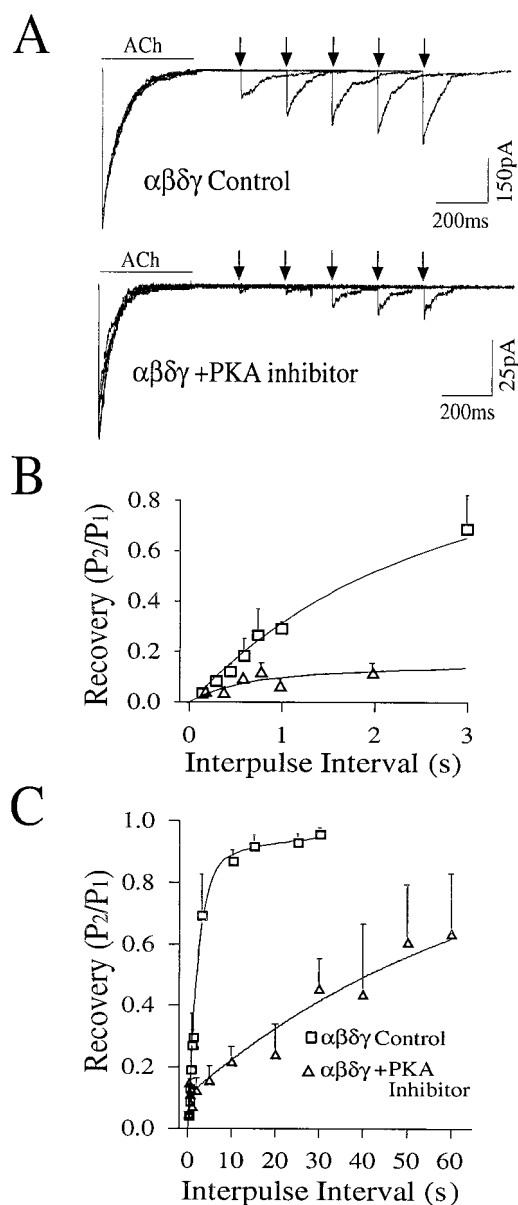 A
ACh
αβδγ Control
150pA
200ms
ACh
αβδγ +PKA inhibitor
25pA
200ms
B
0.8
0.6
0.4
0.2
0.0
Recovery (P2/P1)
0 1 2 3
Interpulse Interval (s)
C
1.0
0.8
0.6
0.4
0.2
0.0
Recovery (P2/P1)
αβδγ Control
αβδγ +PKA
Inhibitor
0 10 20 30 40 50 60
Interpulse Interval (s)